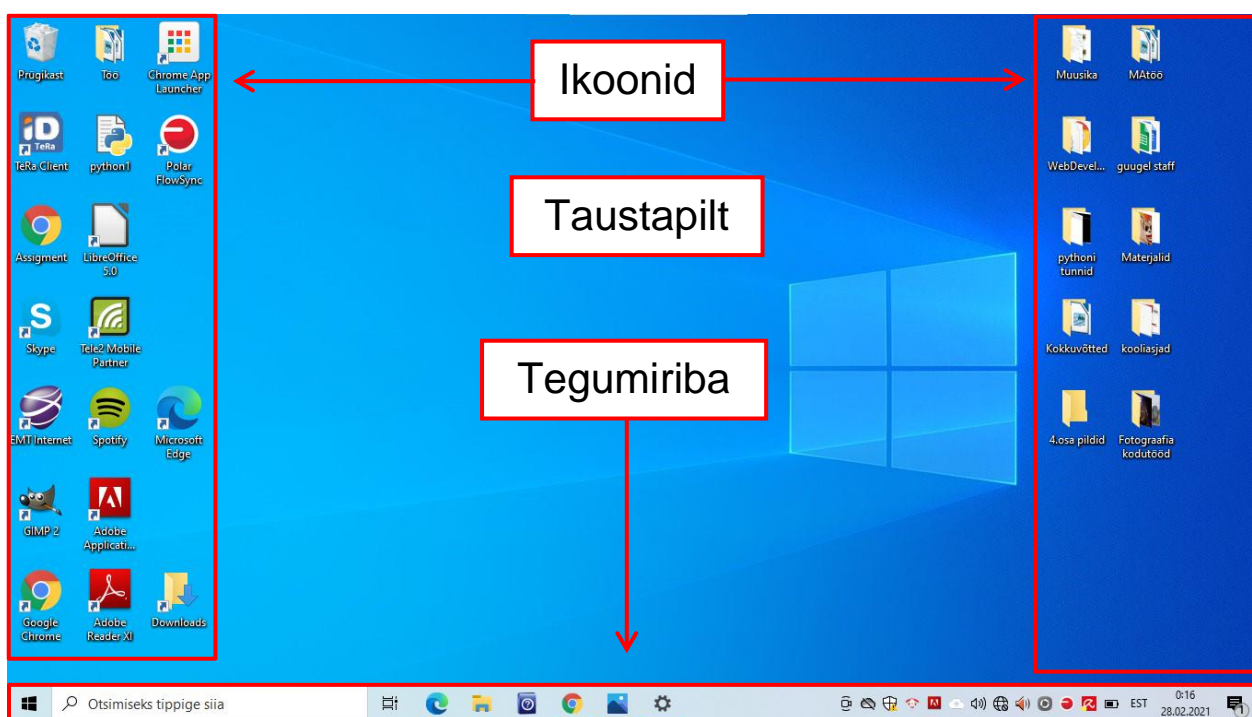 Prügikast
Töö
Chrome App
Launcher
Ikoonid
Muusika
MAtöö
iD
TeRa
TeRa Client
python1
Polar
FlowSync
WebDevel...
guugel staff
Taustapilt
Assigment
LibreOffice
5.0
pythoni
tunnid
Materjalid
S
Skype
Tele2 Mobile
Partner
Kokkuvõtted
kooliasjad
Tegumiriba
EMT Internet
Spotify
Microsoft
Edge
4.osa pildid
Fotograafia
kodutööd
GIMP 2
Adobe
Applicati...
Google
Chrome
Adobe
Reader XI
Downloads
Otsimiseks tippige siia
EST
0:16
28.02.2021
1